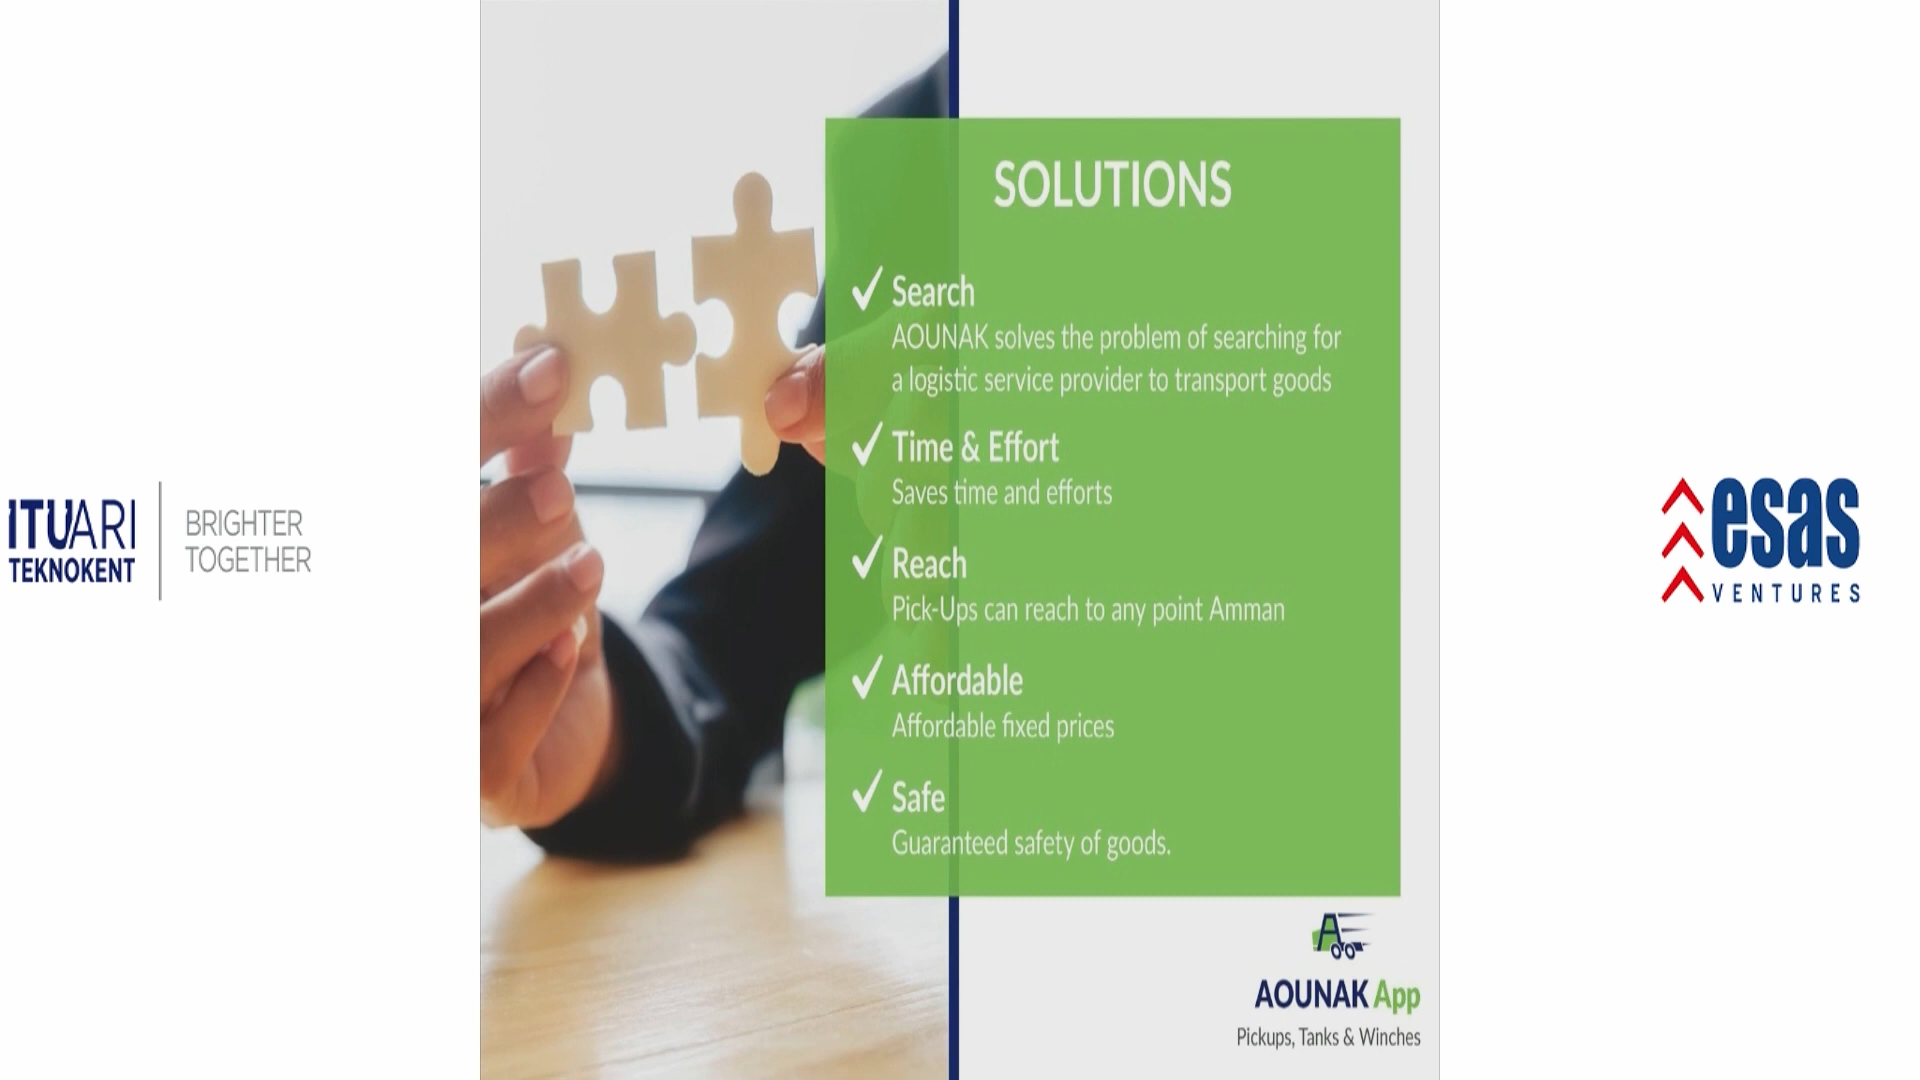 ITUARI
TEKNOKENT
BRIGHTER
TOGETHER
SOLUTIONS
Search
AOUNAK solves the problem of searching for
a logistic service provider to transport goods
Time & Effort
Saves time and efforts
Reach
Pick-Ups can reach to any point Amman
Affordable
Affordable fixed prices
Safe
Guaranteed safety of goods.
AOUNAK App
Pickups, Tanks & Winches
esas
VENTURES